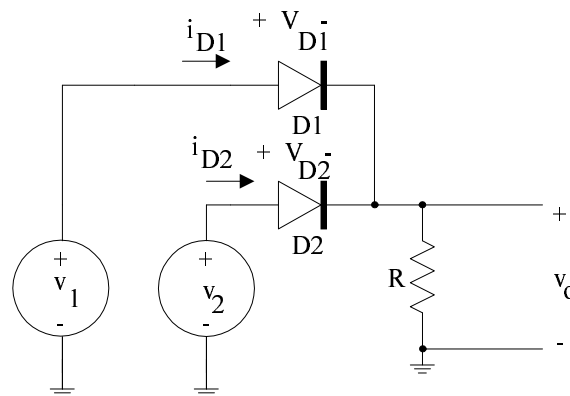 + V D1 -
i D1
D1
+ V D2 -
i D2
D2
+
v 1
-
+
v 2
-
R
+
v
-